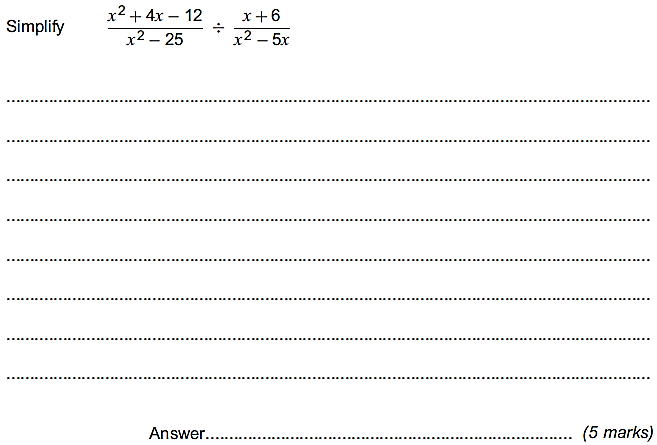 Simplify x² + 4x − 12 / x² − 25 ÷ x + 6 / x² − 5x
Answer.............................................................................. (5 marks)